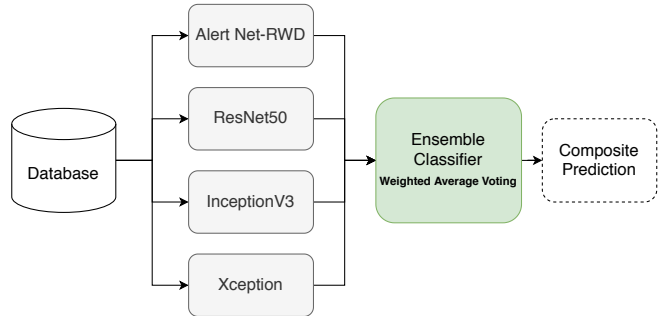 Database
Alert Net-RWD
ResNet50
InceptionV3
Xception
Ensemble
Classifier
Weighted Average Voting
Composite
Prediction